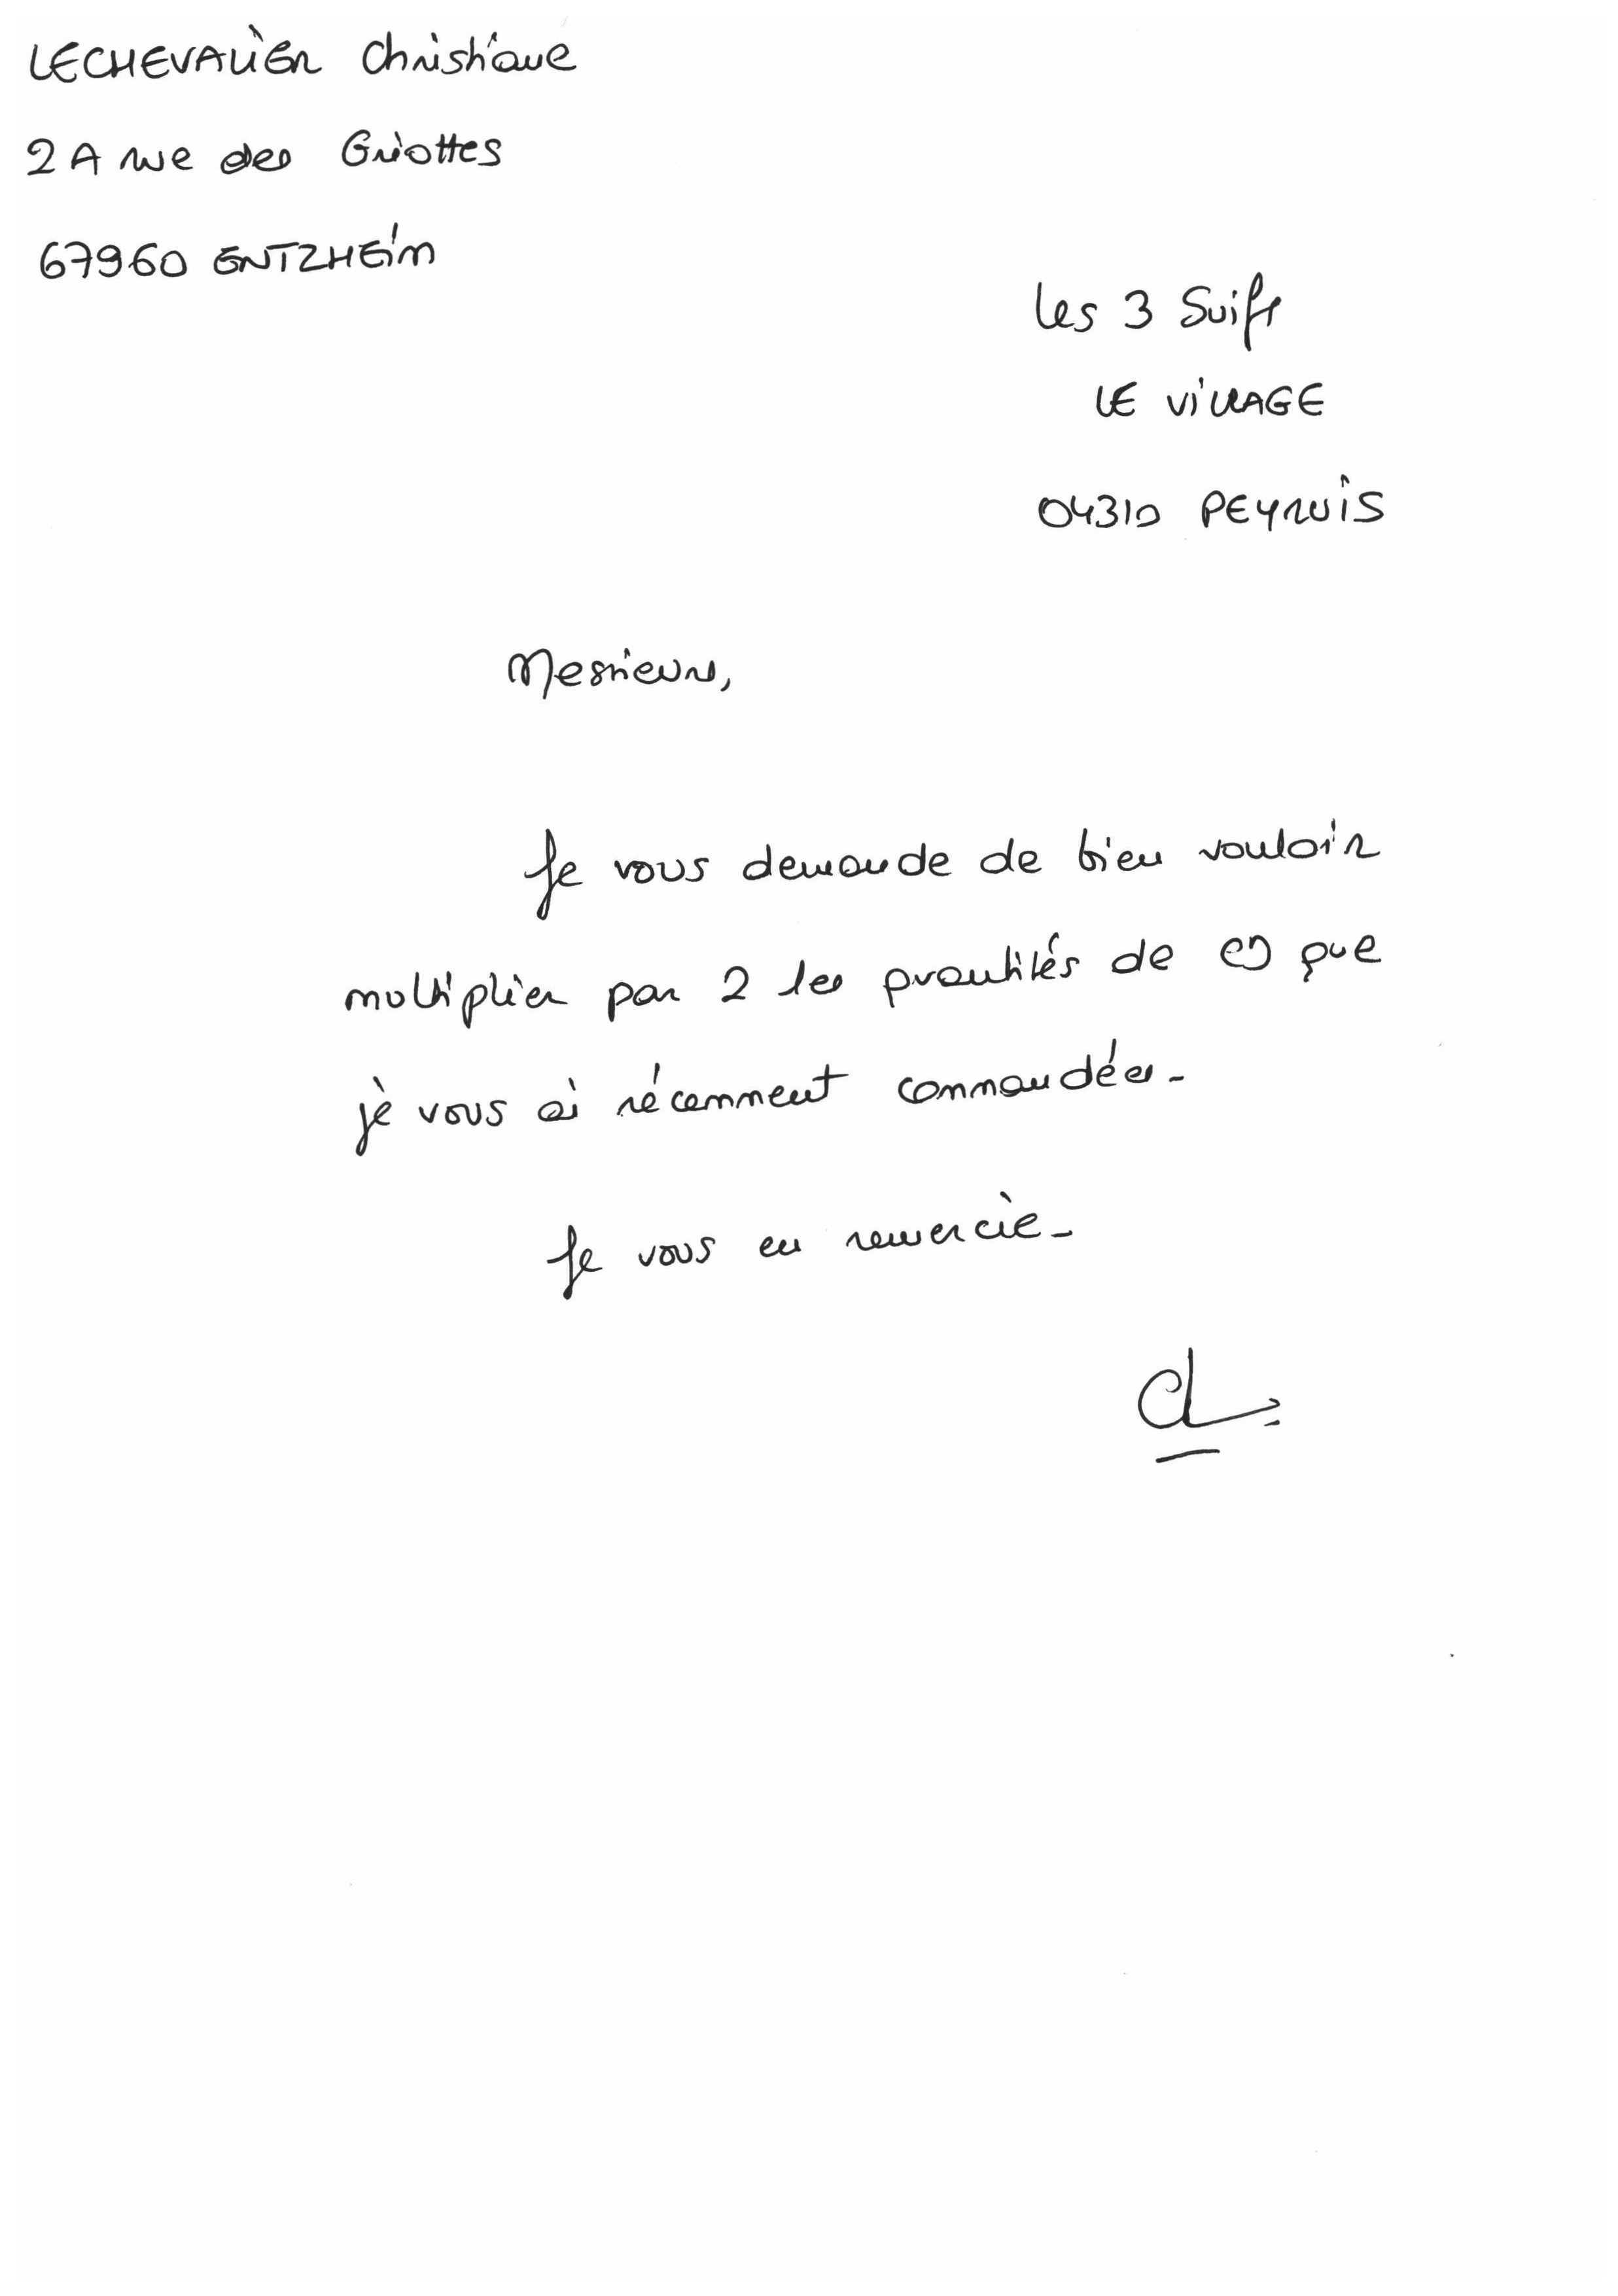 LECHEVALIER Christiane
2 A rue des Griottes
67960 ENTZHEIM
Les 3 Suiss
LE VILLAGE
04310 PEYRUIS
Messieurs,
Je vous demande de bien vouloir
multiplier par 2 les quantités de CD que
je vous ai récemment commandées.
Je vous en remercie.
CL